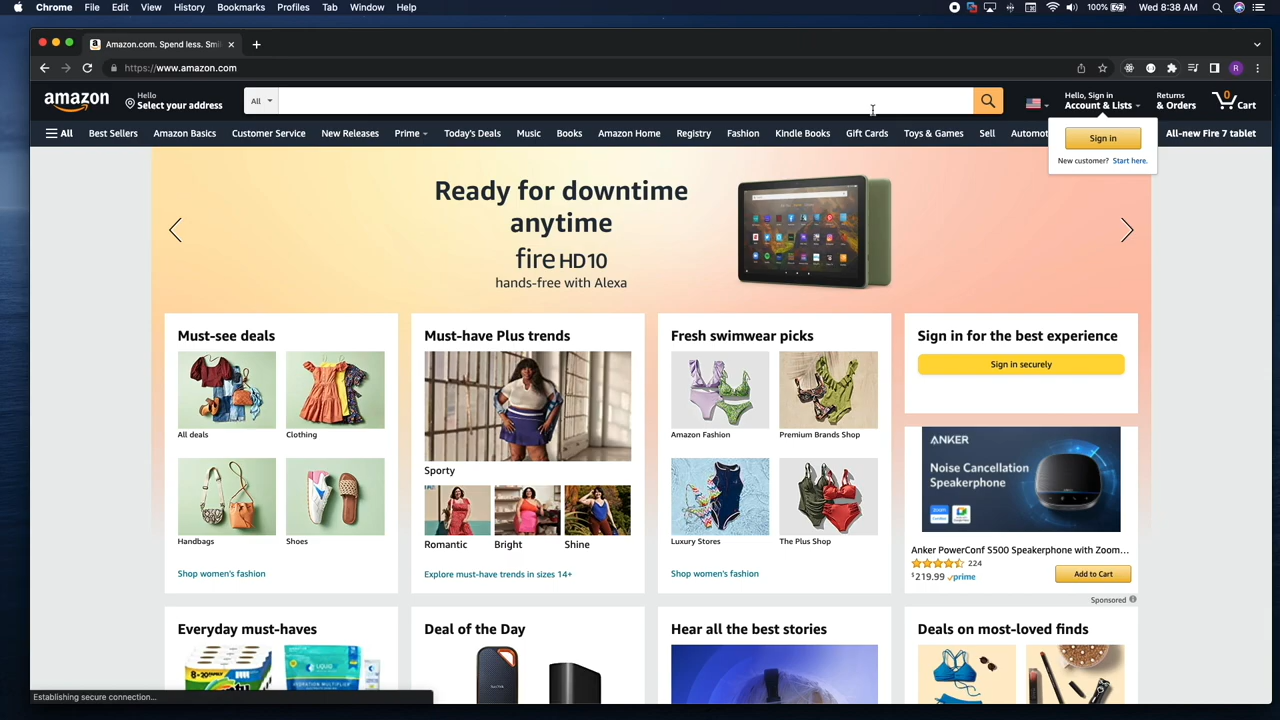 Chrome File Edit View History Bookmarks Profiles Tab Window Help 100% Wed 8:38 AM
Amazon.com. Spend less. Smi
https://www.amazon.com R
amazon
Hello
Select your address
All
Hello, Sign in
Account & Lists
Returns
& Orders
0
Cart
All Best Sellers Amazon Basics Customer Service New Releases Prime Today's Deals Music Books Amazon Home Registry Fashion Kindle Books Gift Cards Toys & Games Sell Automot All-new Fire 7 tablet
Sign in
New customer? Start here.
Ready for downtime
anytime
fire HD10
hands-free with Alexa
Must-see deals
All deals Clothing
Handbags Shoes
Shop women's fashion
Must-have Plus trends
Sporty
Romantic Bright Shine
Explore must-have trends in sizes 14+
Fresh swimwear picks
Amazon Fashion Premium Brands Shop
Luxury Stores The Plus Shop
Shop women's fashion
Sign in for the best experience
Sign in securely
ANKER
Noise Cancellation
Speakerphone
Anker PowerConf S500 Speakerphone with Zoom...
224
$219.99 prime
Add to Cart
Sponsored
Everyday must-haves
Deal of the Day
Hear all the best stories
Deals on most-loved finds
Establishing secure connection...